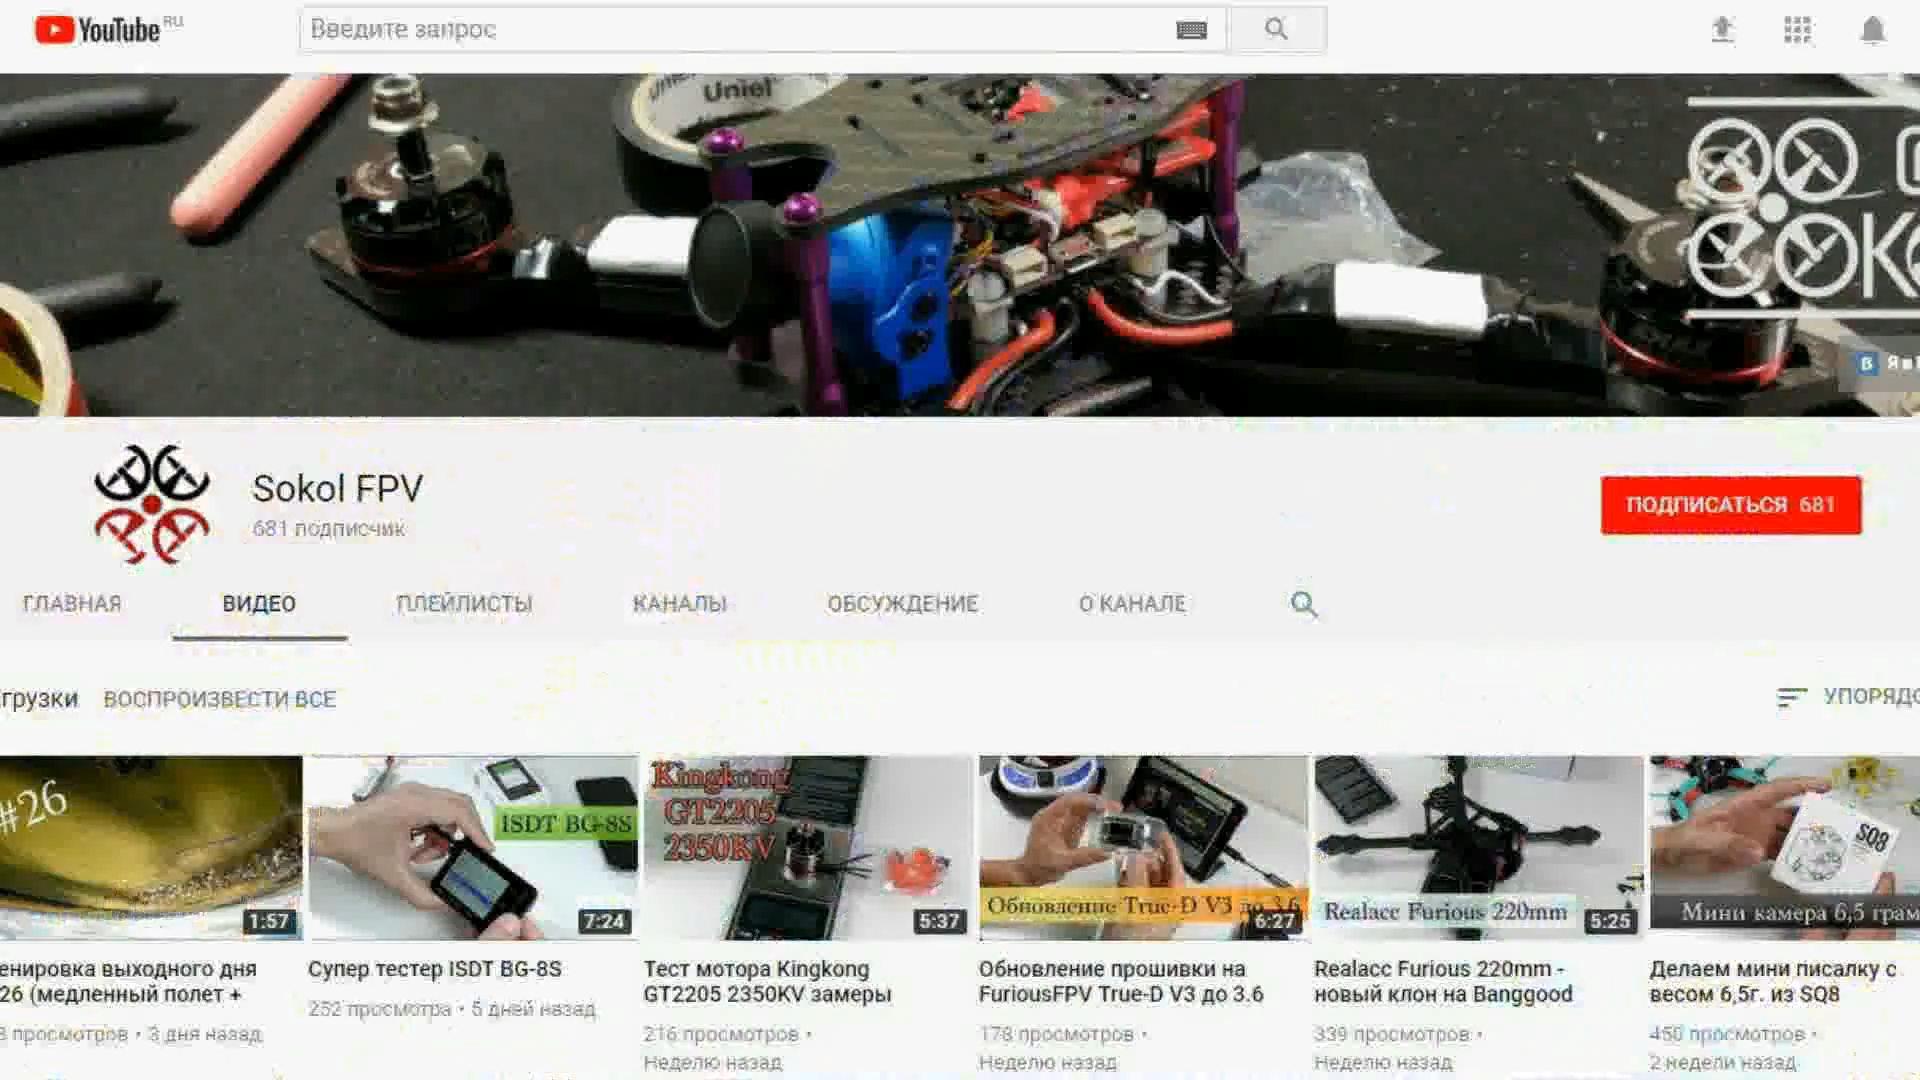 YouTube RU
Введите запрос
Uniel
Sokol FPV
681 подписчик
ПОДПИСАТЬСЯ 681
ГЛАВНАЯ
ВИДЕО
ПЛЕЙЛИСТЫ
КАНАЛЫ
ОБСУЖДЕНИЕ
О КАНАЛЕ
грузки
ВОСПРОИЗВЕСТИ ВСЕ
УПОРЯДО
#26
1:57
ISDT BG-8S
7:24
Kingkong
GT2205
2350KV
5:37
Обновление True-D V3 до 3.6
6:27
Realacc Furious 220mm
5:25
SQ8
Мини камера 6,5 грам
енировка выходного дня
26 (медленный полет +
просмотров • 3 дня назад
Супер тестер ISDT BG-8S
252 просмотра • 5 дней назад
Тест мотора Kingkong
GT2205 2350KV замеры
216 просмотров •
Неделю назад
Обновление прошивки на
FuriousFPV True-D V3 до 3.6
178 просмотров •
Неделю назад
Realacc Furious 220mm -
новый клон на Banggood
339 просмотров •
Неделю назад
Делаем мини писалку с
весом 6,5г. из SQ8
450 просмотров •
2 недели назад